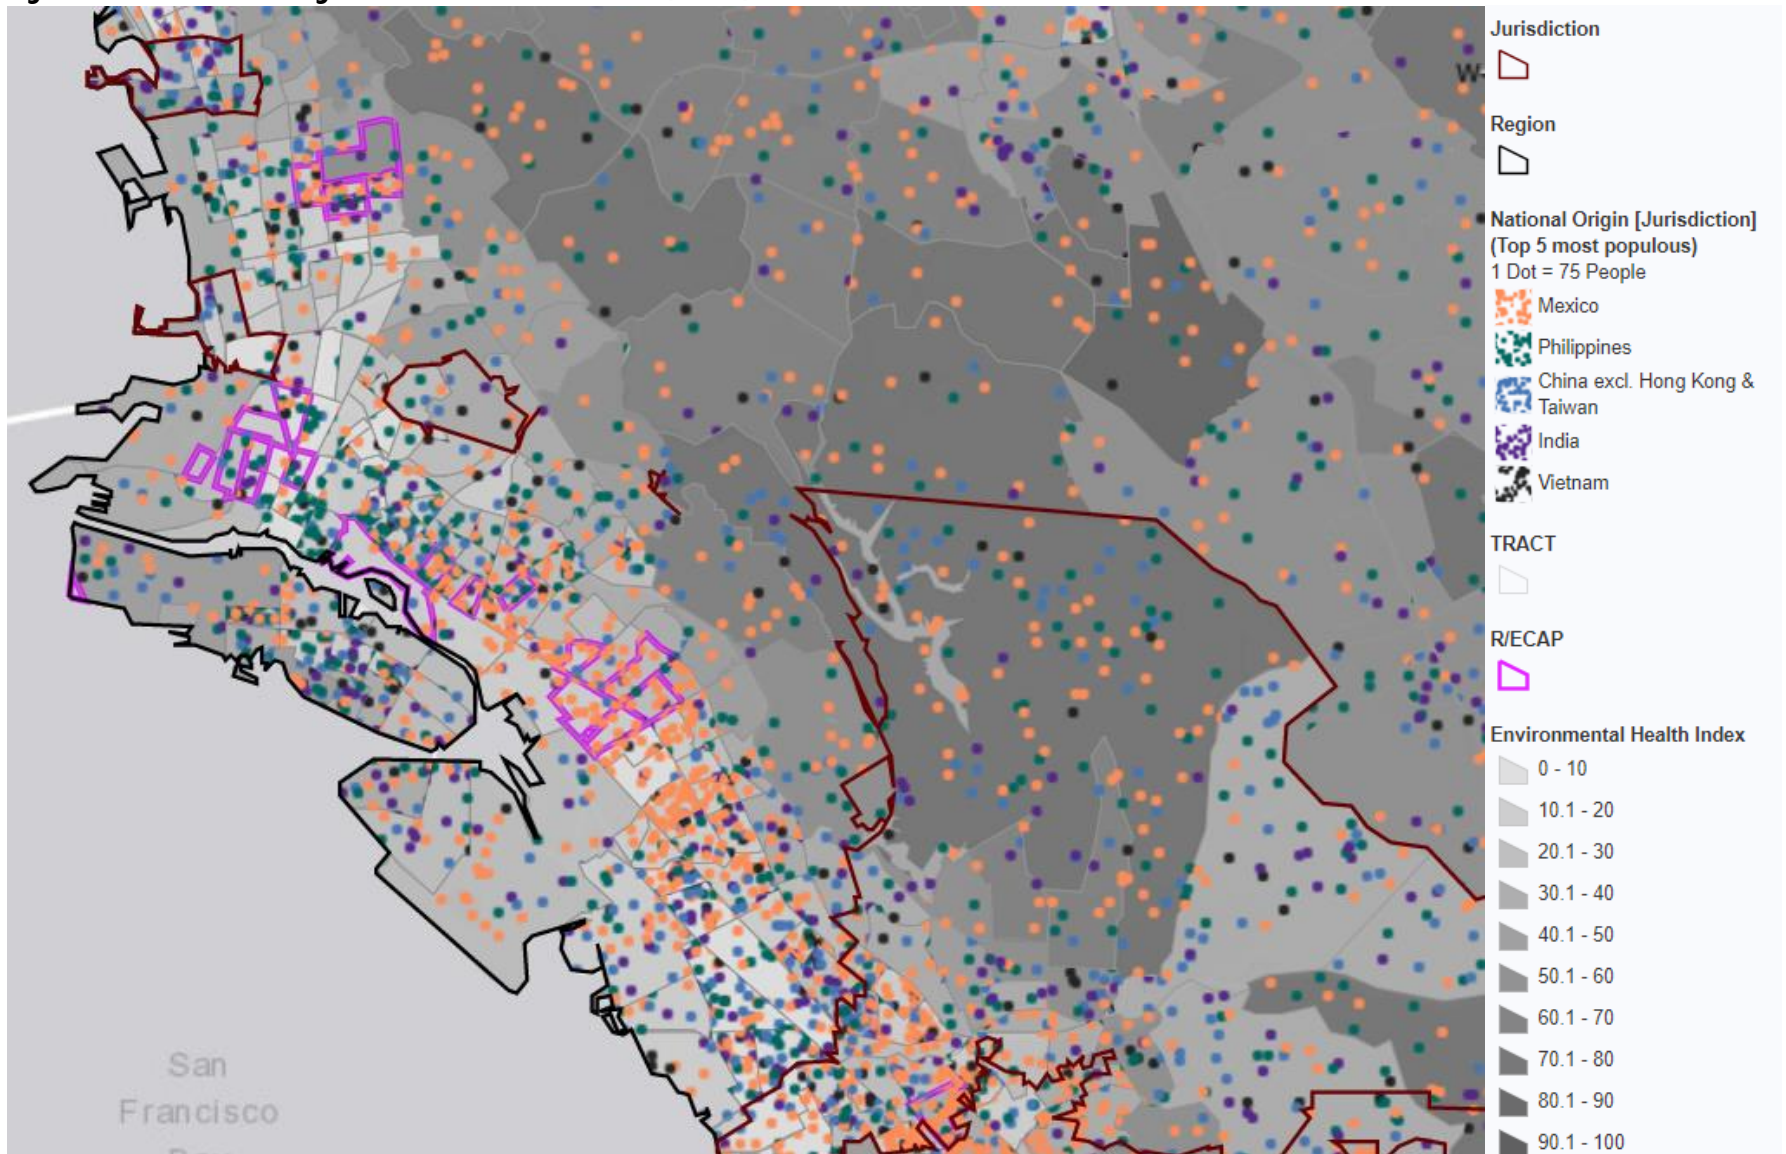 Jurisdiction
Region
National Origin [Jurisdiction]
(Top 5 most populous)
1 Dot = 75 People
Mexico
Philippines
China excl. Hong Kong &
Taiwan
India
Vietnam
TRACT
R/ECAP
Environmental Health Index
0 - 10
10.1 - 20
20.1 - 30
30.1 - 40
40.1 - 50
50.1 - 60
60.1 - 70
70.1 - 80
80.1 - 90
90.1 - 100
San
Francisco